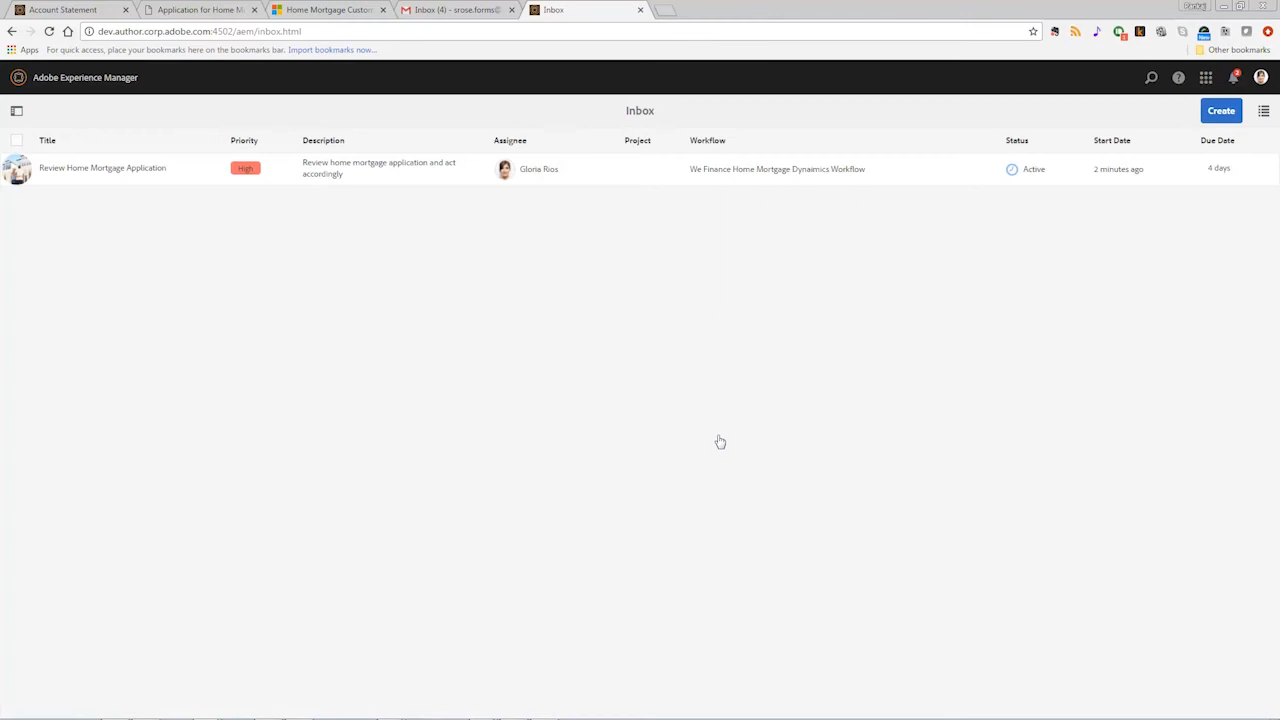 Account Statement
Application for Home M
Home Mortgage Custom
Inbox (4) - srose.forms@
Inbox
Pankaj
dev.author.corp.adobe.com:4502/aem/inbox.html
Apps
For quick access, place your bookmarks here on the bookmarks bar.
Import bookmarks now...
Other bookmarks
Adobe Experience Manager
2
Inbox
Create
Title
Priority
Description
Assignee
Project
Workflow
Status
Start Date
Due Date
Review Home Mortgage Application
High
Review home mortgage application and act
accordingly
Gloria Rios
We Finance Home Mortgage Dynaimics Workflow
Active
2 minutes ago
4 days